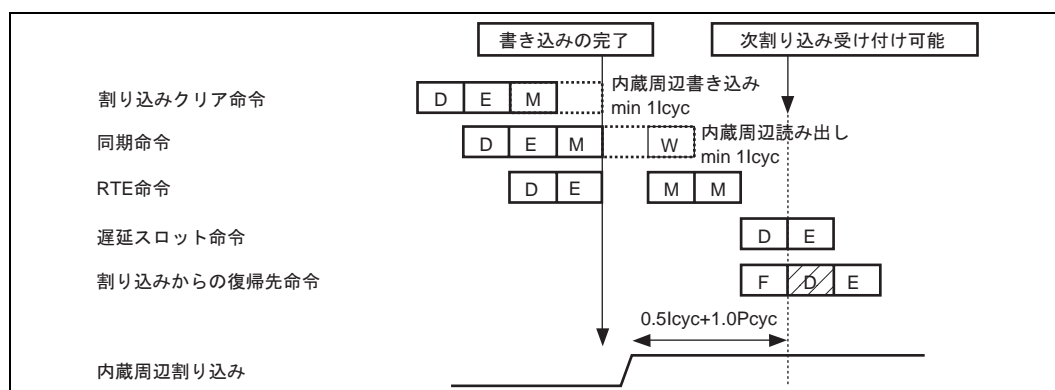 書き込みの完了 次割り込み受け付け可能
割り込みクリア命令 D E M 内蔵周辺書き込み
min 1Icyc
同期命令 D E M W 内蔵周辺読み出し
min 1Icyc
RTE命令 D E M M
遅延スロット命令 D E
割り込みからの復帰先命令 F D E
0.5Icyc+1.0Pcyc
内蔵周辺割り込み